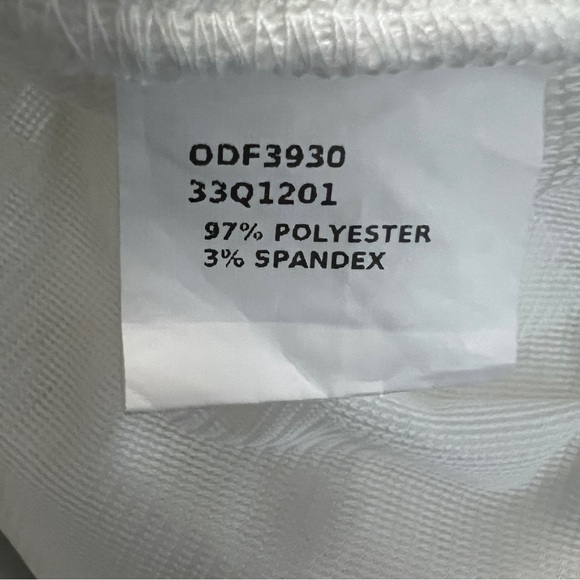 ODF3930
33Q1201
97% POLYESTER
3% SPANDEX